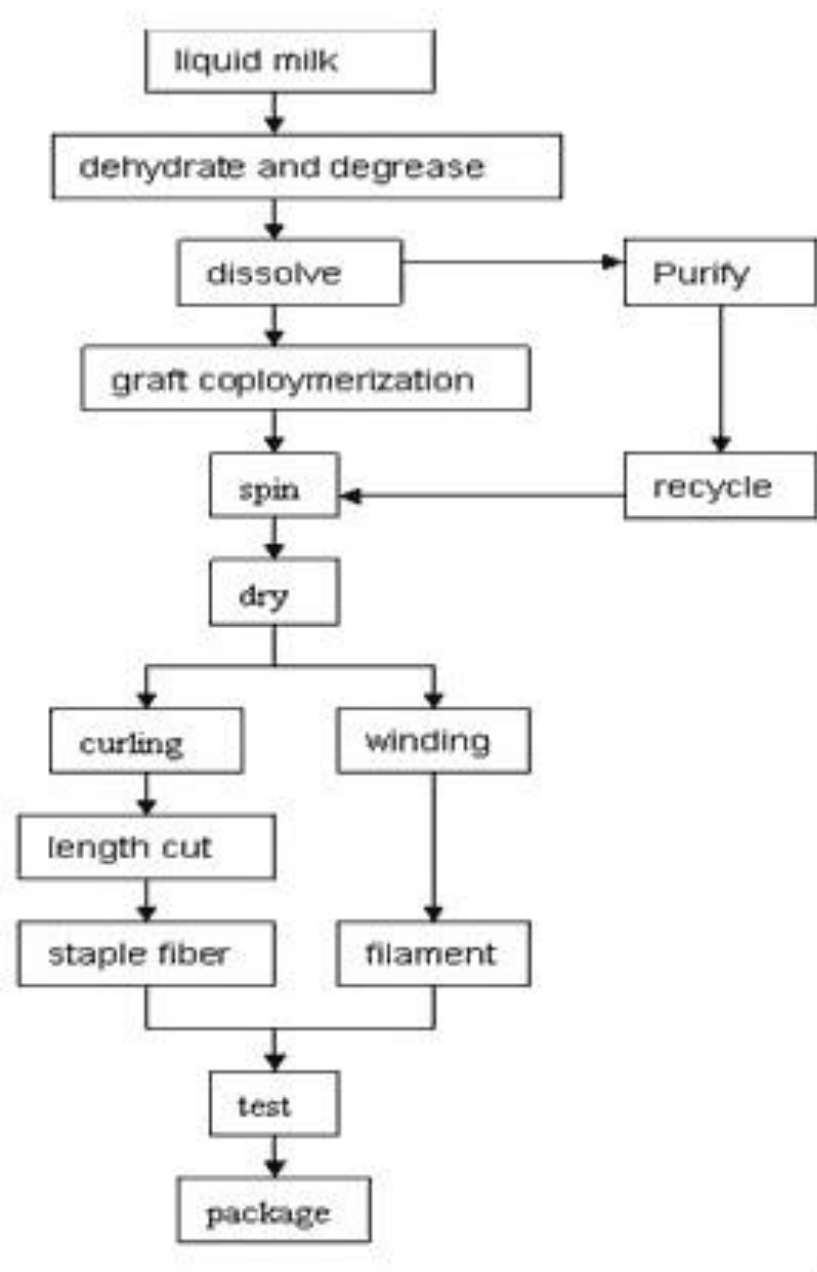 liquid milk
dehydrate and degrease
dissolve
Purify
graft coploymerization
spin
recycle
dry
curling
winding
length cut
staple fiber
filament
test
package